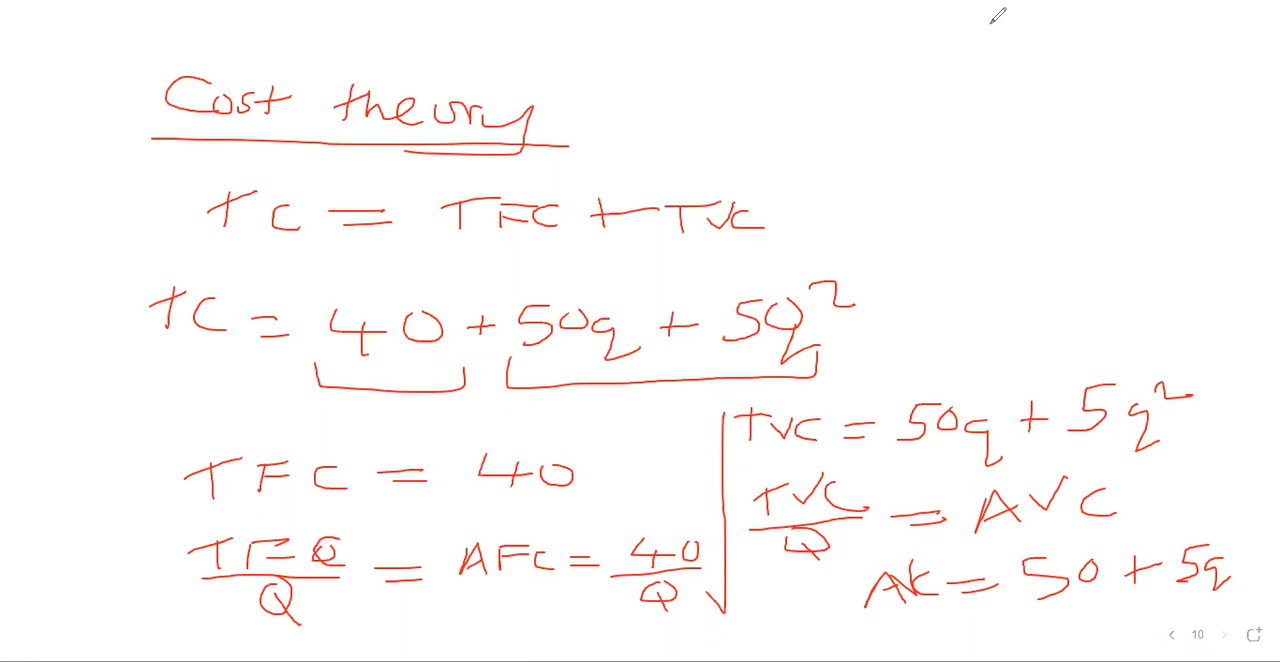 Cost theory
TC = TFC + TVC
TC = 40 + 50q + 5Q²
TFC = 40
TFC/Q = AFC = 40/Q
TVC = 50q + 5q²
TVC/Q = AVC
AVC = 50 + 5q
10